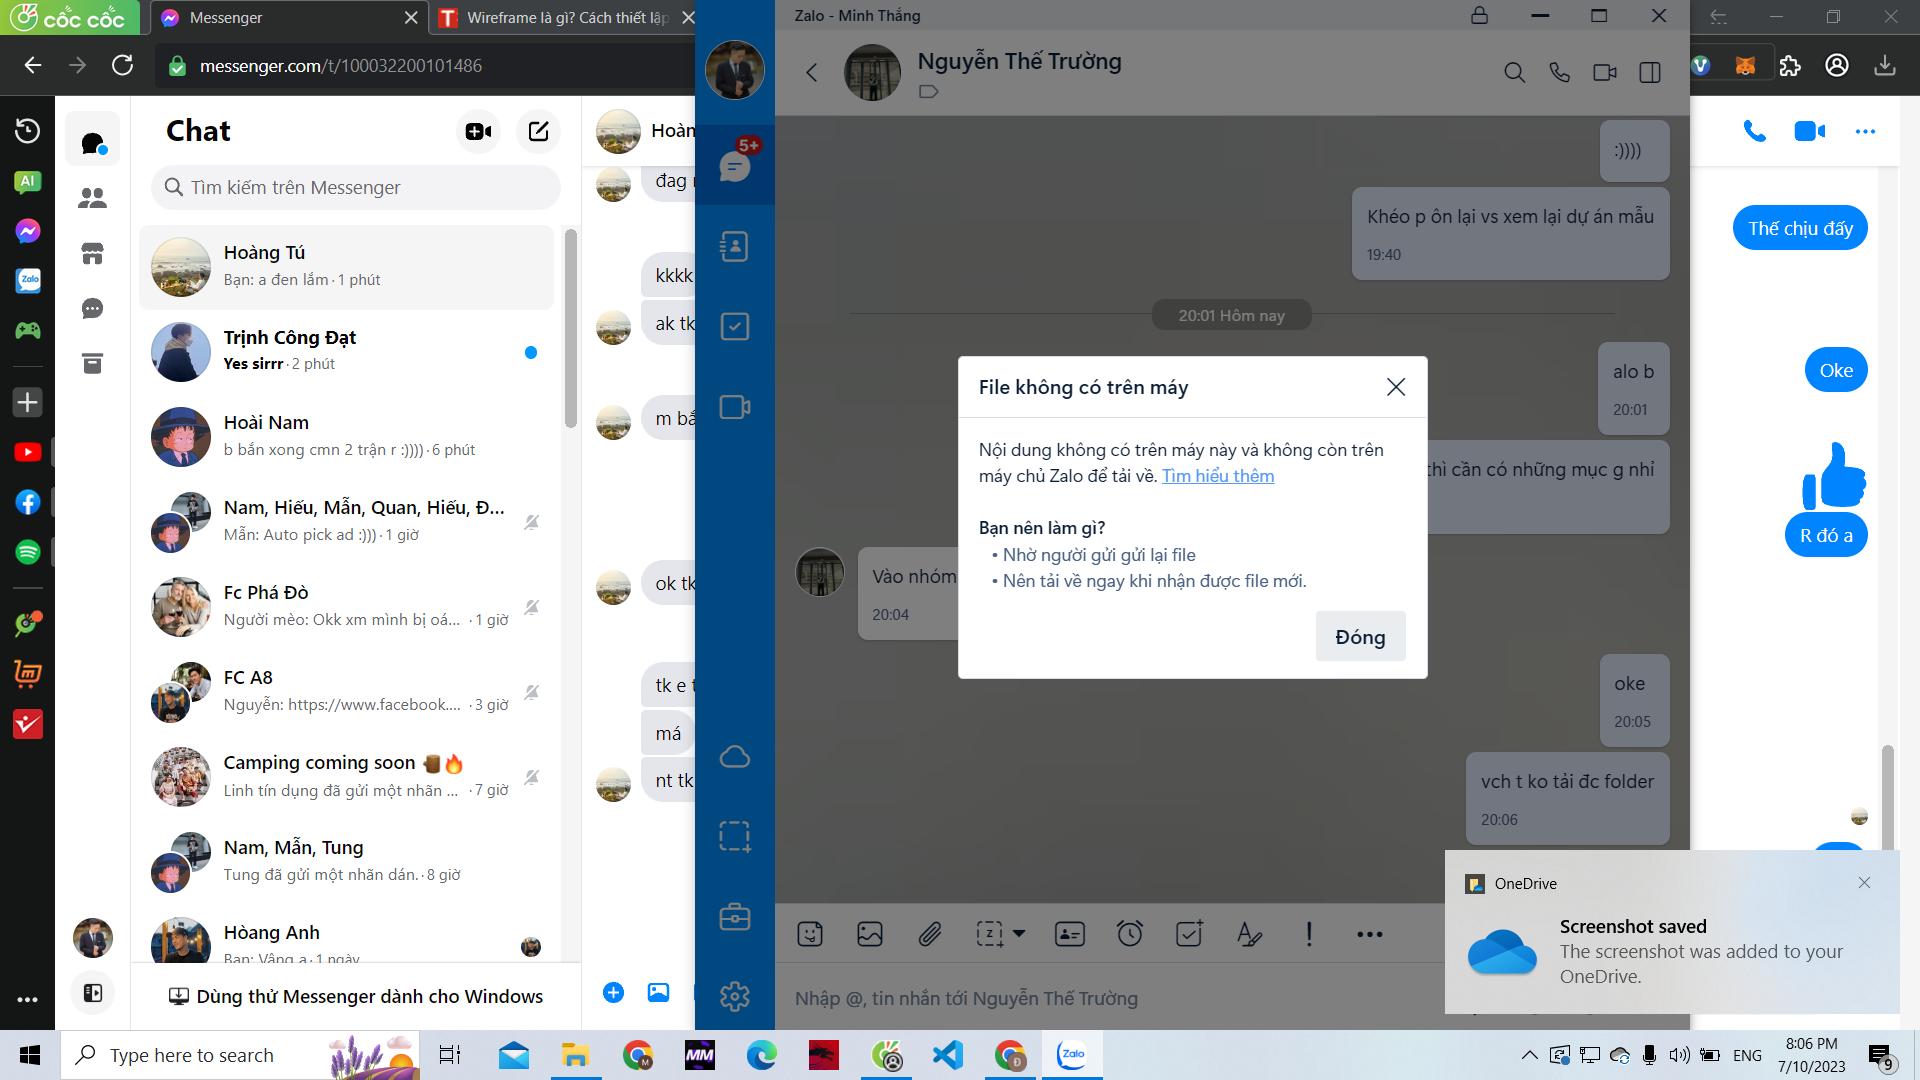 cốc cốc
Messenger
Wireframe là gì? Cách thiết lập
messenger.com/t/100032200101486
Chat
Tìm kiếm trên Messenger
Hoàng Tú
Bạn: a đen lắm · 1 phút
Trịnh Công Đạt
Yes sirrr · 2 phút
Hoài Nam
b bắn xong cmn 2 trận r :)))) · 6 phút
Nam, Hiếu, Mẫn, Quan, Hiếu, Đ...
Mẫn: Auto pick ad :))) · 1 giờ
Fc Phá Đò
Người mèo: Okk xm mình bị oá... · 1 giờ
FC A8
Nguyễn: https://www.facebook.... · 3 giờ
Camping coming soon
Linh tín dụng đã gửi một nhãn ... · 7 giờ
Nam, Mẫn, Tung
Tung đã gửi một nhãn dán. · 8 giờ
Hòang Anh
Bạn: Vâng a · 1 ngày
Dùng thử Messenger dành cho Windows
Hoàn
đag
kkkk
ak tk
m bắ
ok tk
tk e t
má
nt tk
Zalo - Minh Thắng
5+
Nguyễn Thế Trường
:))))
Khéo p ôn lại vs xem lại dự án mẫu
19:40
20:01 Hôm nay
alo b
20:01
thì cần có những mục g nhỉ
Vào nhóm
20:04
oke
20:05
vch t ko tải đc folder
20:06
Nhập @, tin nhắn tới Nguyễn Thế Trường
File không có trên máy
Nội dung không có trên máy này và không còn trên
máy chủ Zalo để tải về. Tìm hiểu thêm
Bạn nên làm gì?
• Nhờ người gửi gửi lại file
• Nên tải về ngay khi nhận được file mới.
Đóng
Thế chịu đấy
Oke
R đó a
OneDrive
Screenshot saved
The screenshot was added to your
OneDrive.
AI
Zalo
Type here to search
MM
Zalo
ENG
8:06 PM
7/10/2023
9